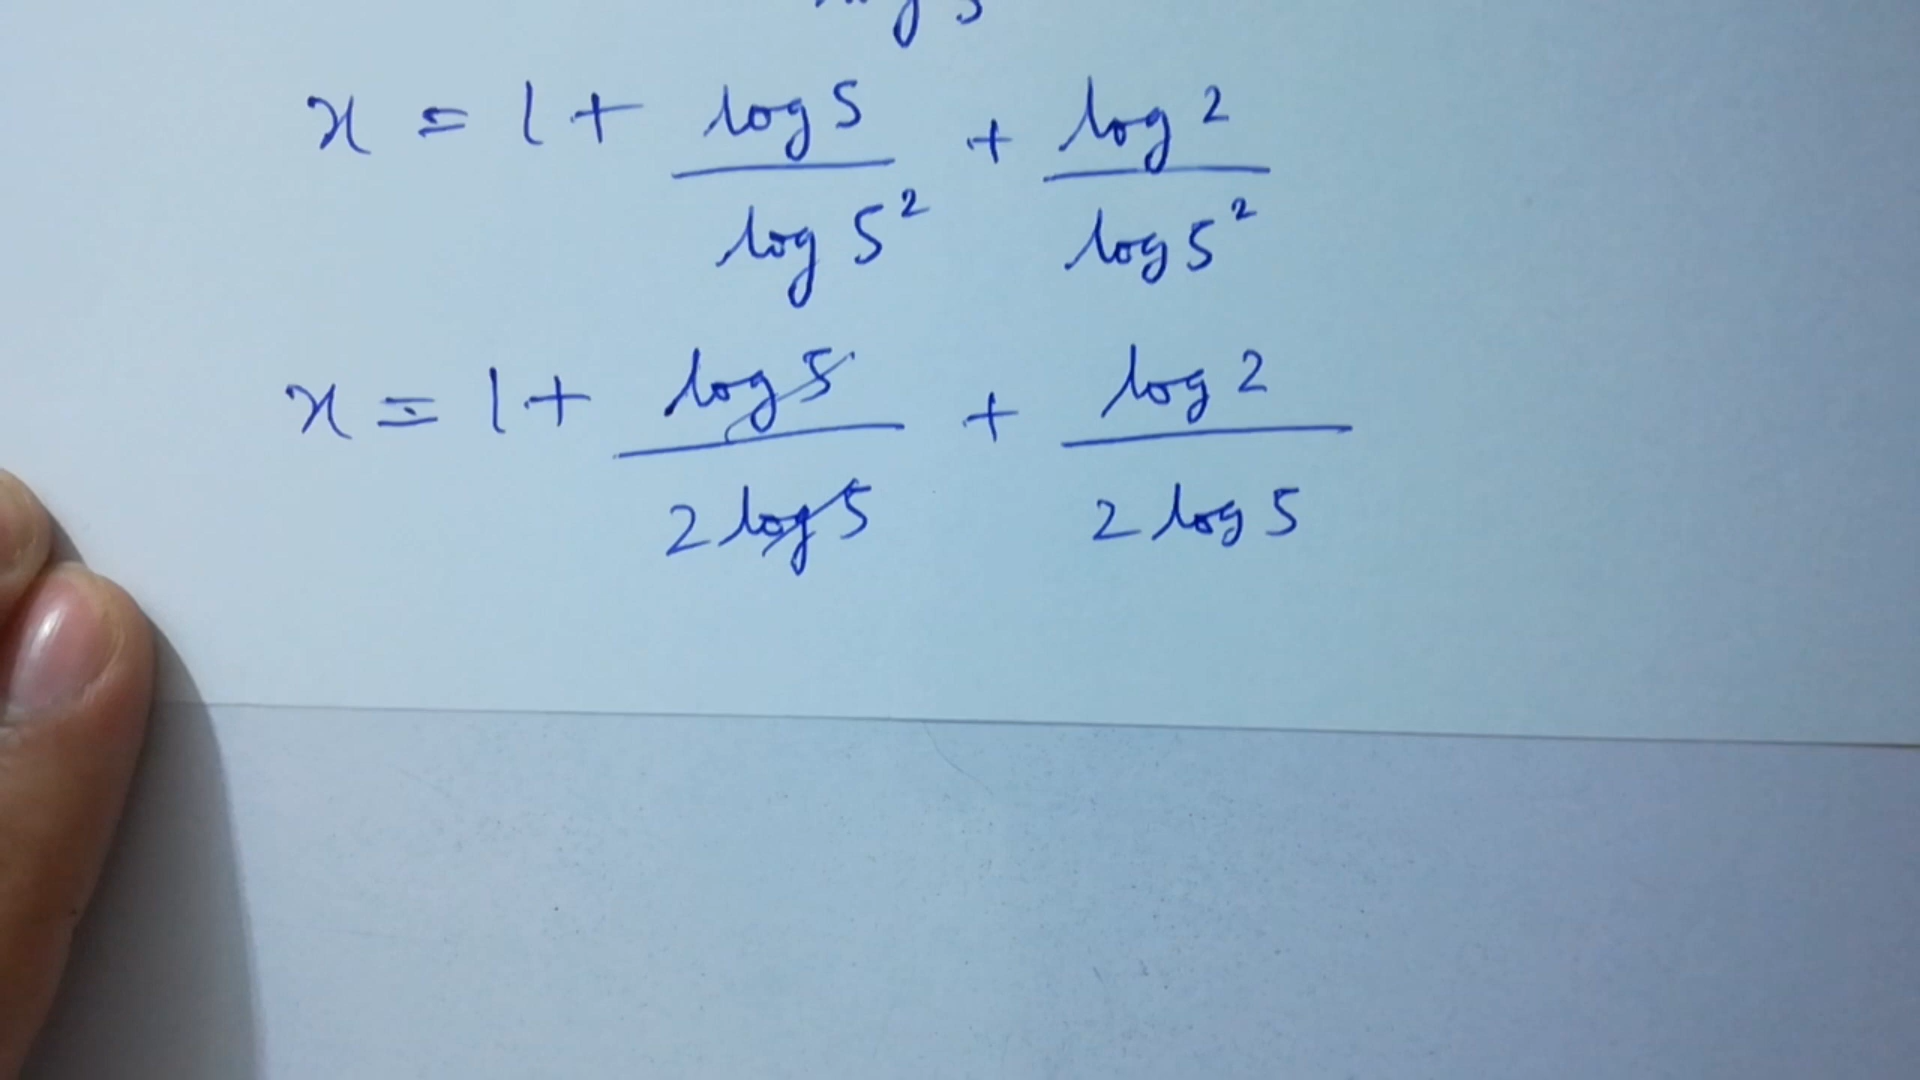 x = 1 + log 5 / log 5² + log 2 / log 5²
x = 1 + log 5 / 2 log 5 + log 2 / 2 log 5